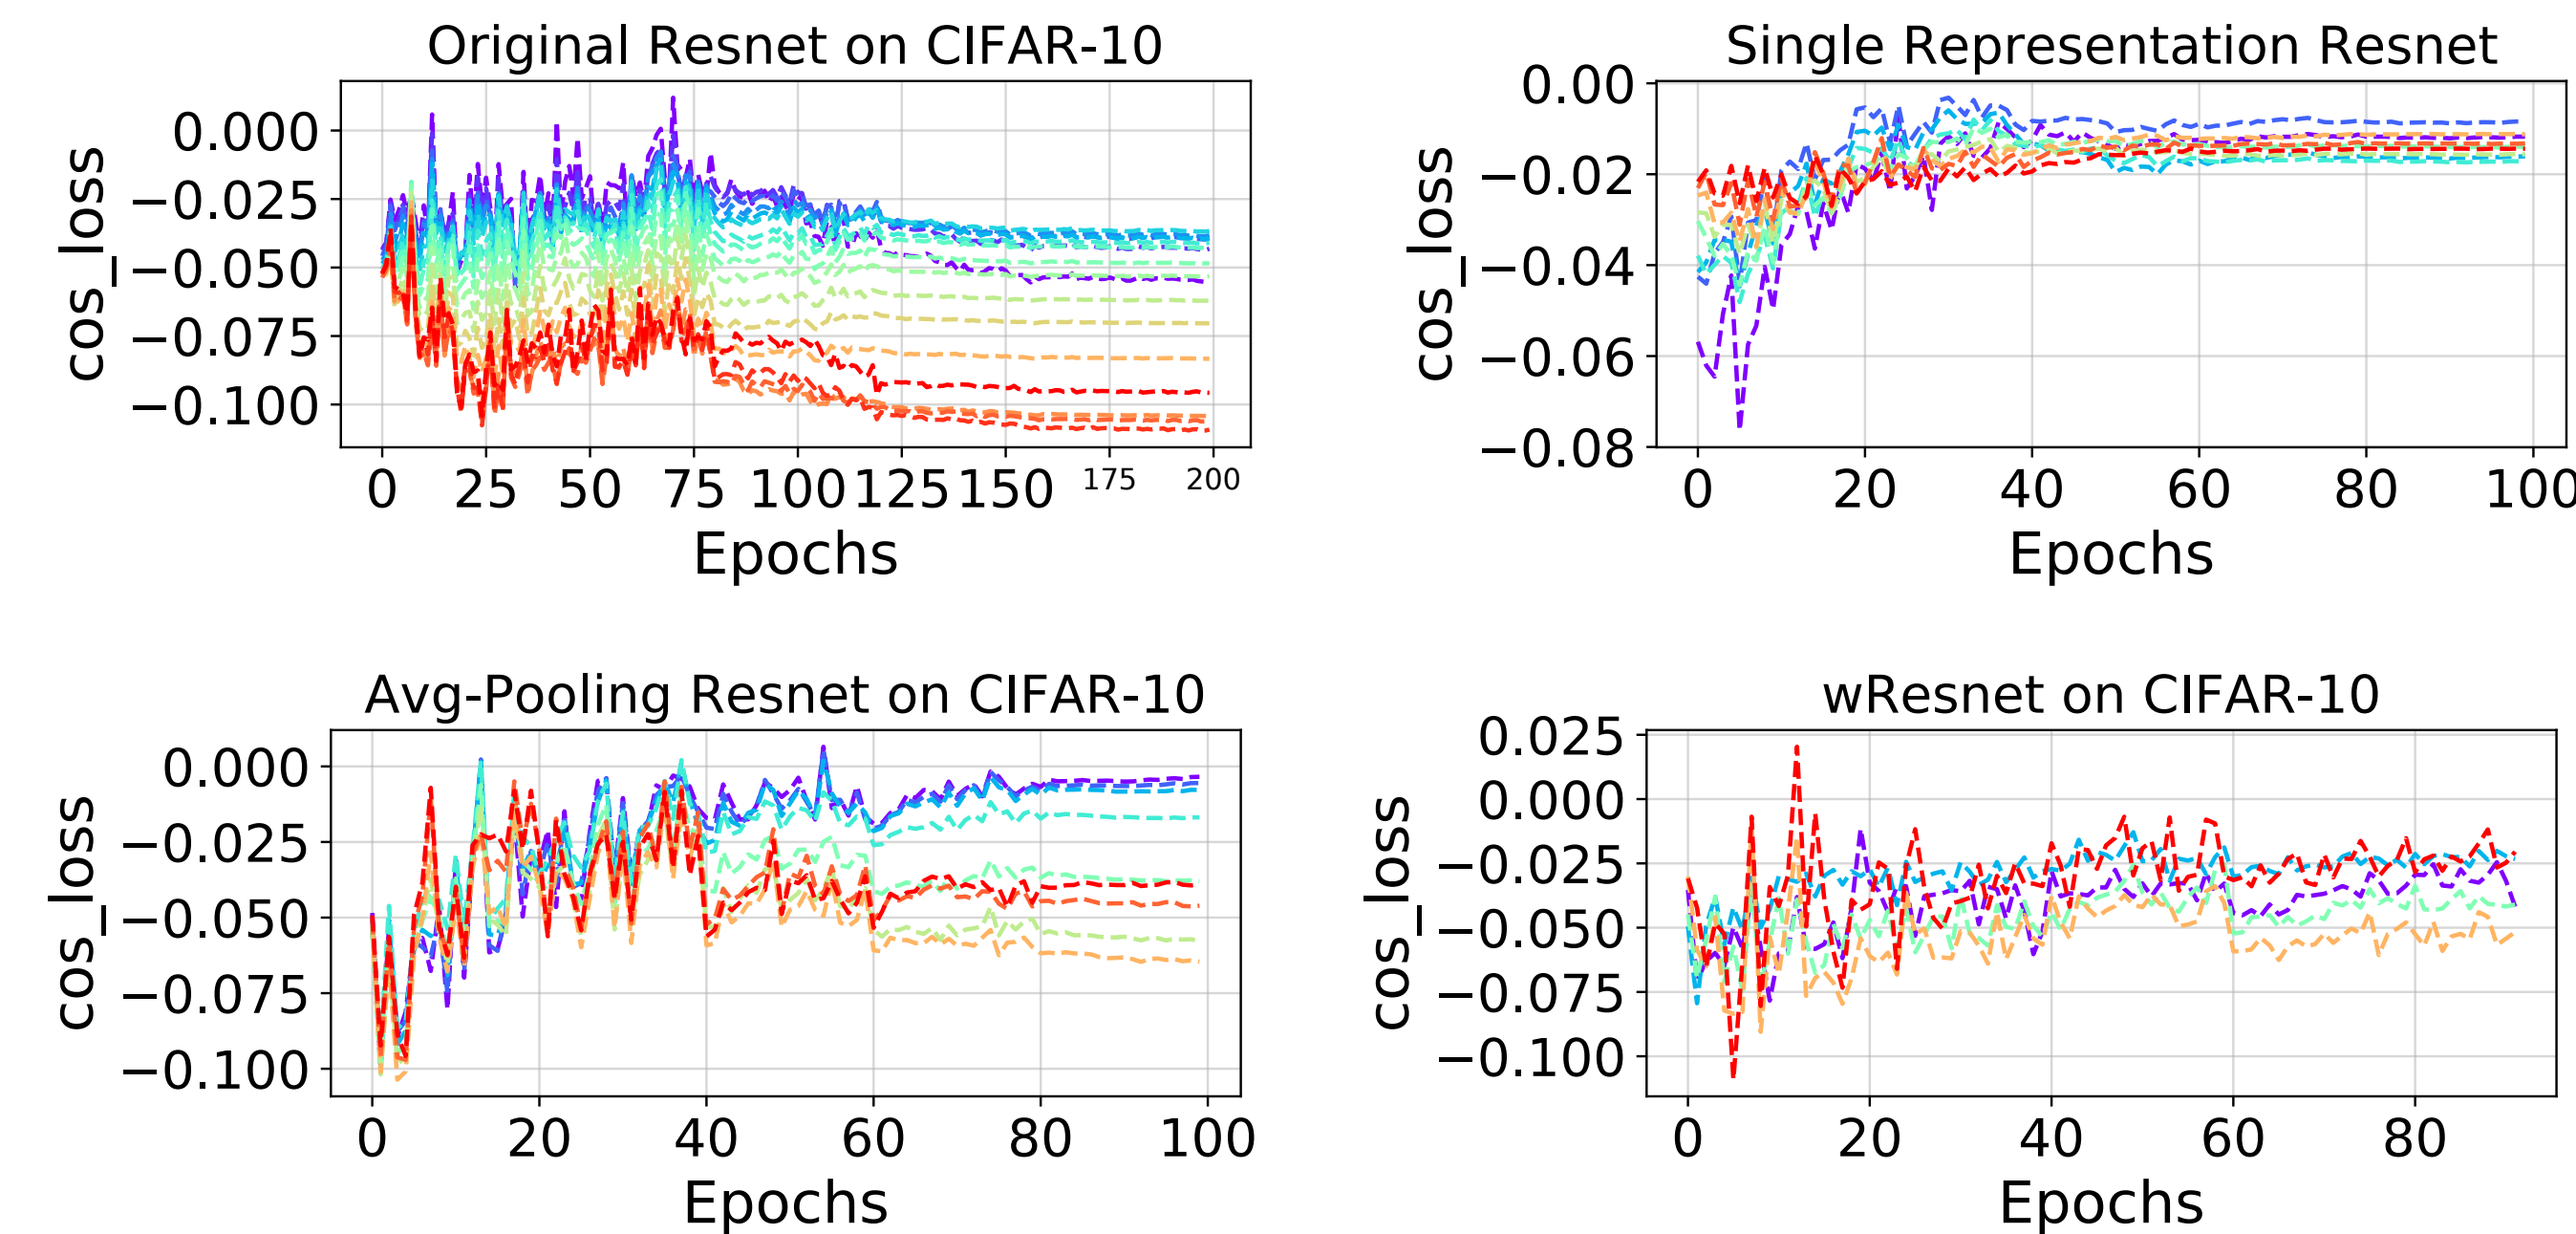 Original Resnet on CIFAR-10
0.000
−0.025
−0.050
−0.075
−0.100
cos_loss
0 25 50 75 100 125 150 175 200
Epochs
Single Representation Resnet
0.00
−0.02
−0.04
−0.06
−0.08
cos_loss
0 20 40 60 80 100
Epochs
Avg-Pooling Resnet on CIFAR-10
0.000
−0.025
−0.050
−0.075
−0.100
cos_loss
0 20 40 60 80 100
Epochs
wResnet on CIFAR-10
0.025
0.000
−0.025
−0.050
−0.075
−0.100
cos_loss
0 20 40 60 80
Epochs